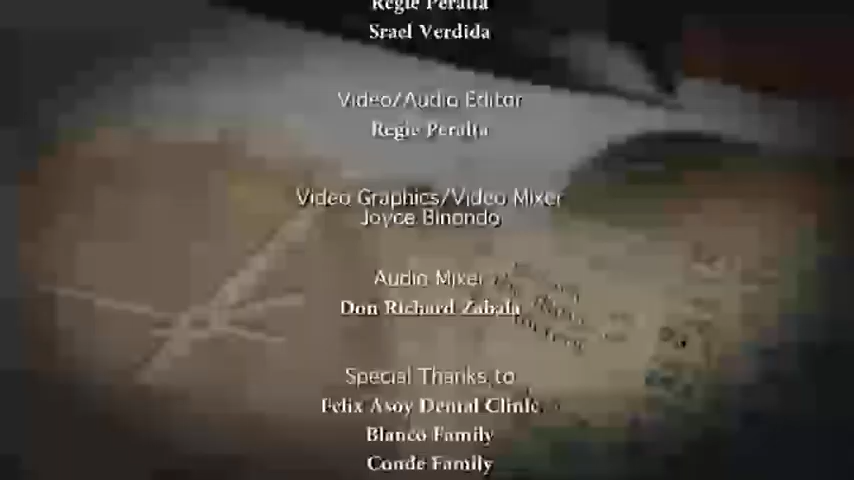 Regie Peralta
Srael Verdida
Video/Audio Editor
Regie Peralta
Video Graphics/Video Mixer
Joyce Binondo
Audio Mixer
Don Richard Zabala
Special Thanks to
Felix Asoy Dental Clinic
Blanco Family
Conde Family